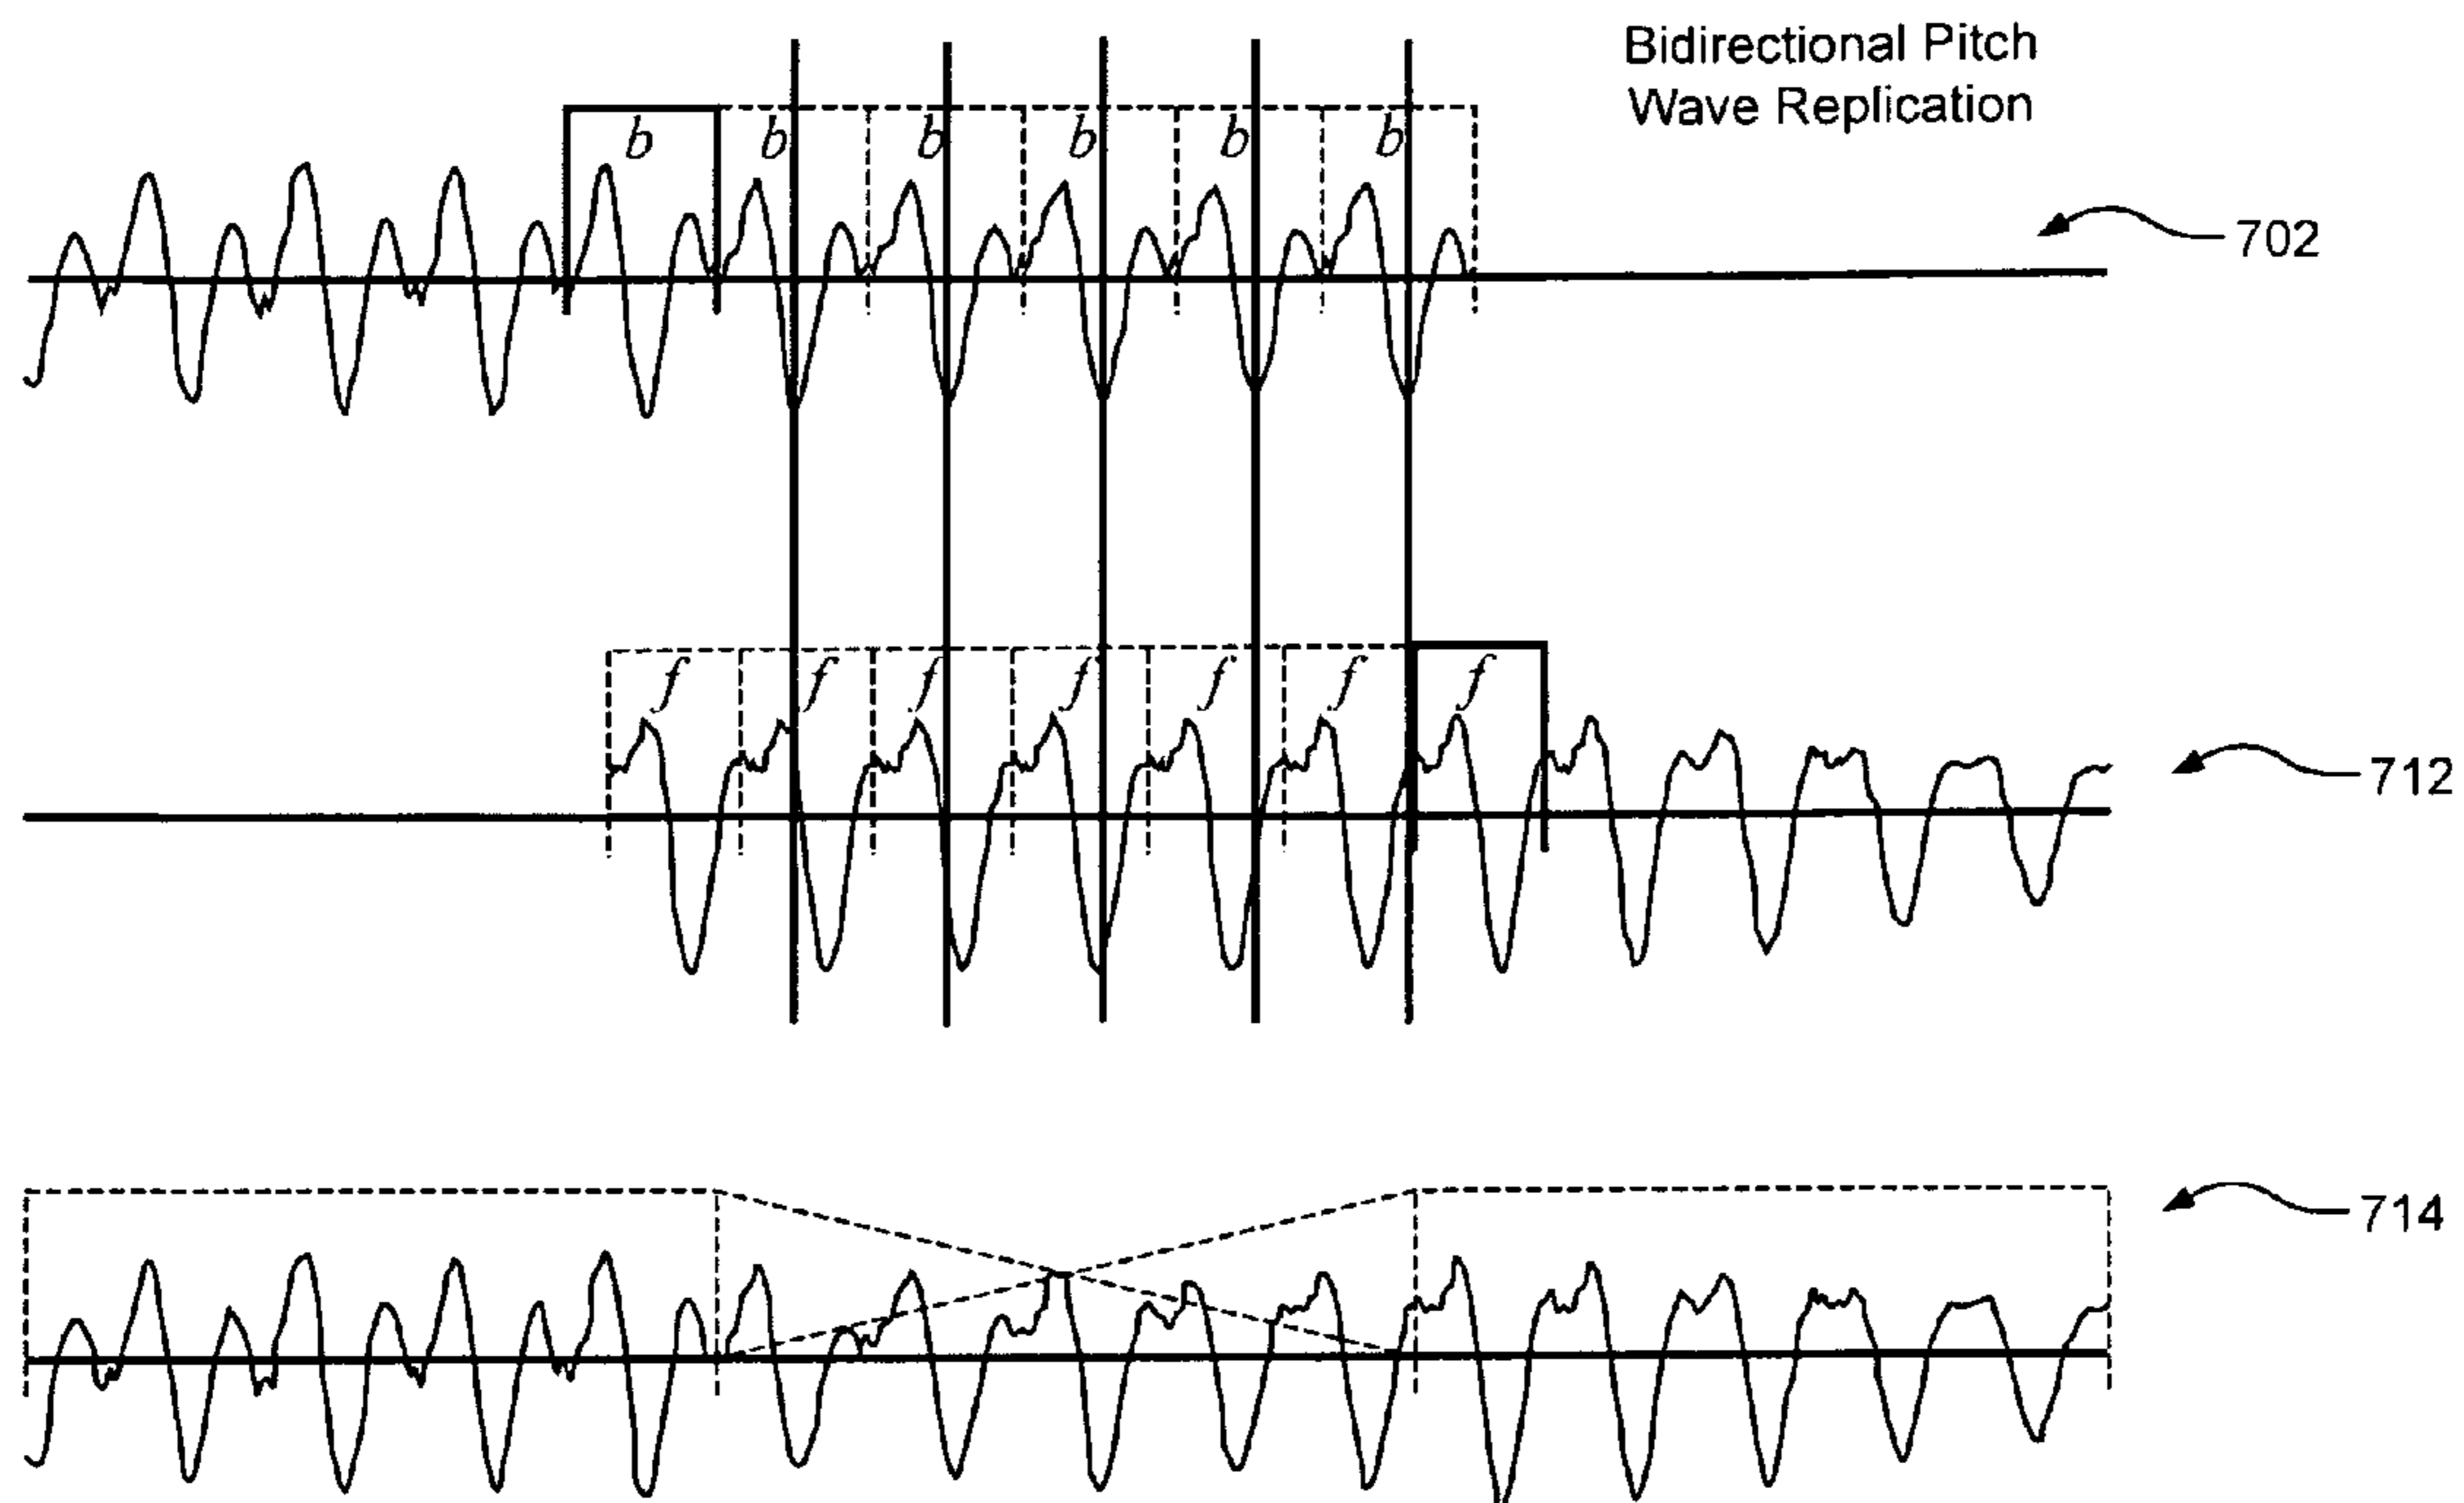 Bidirectional Pitch
Wave Replication
b b b b b b
702
f f f f f f f
712
714